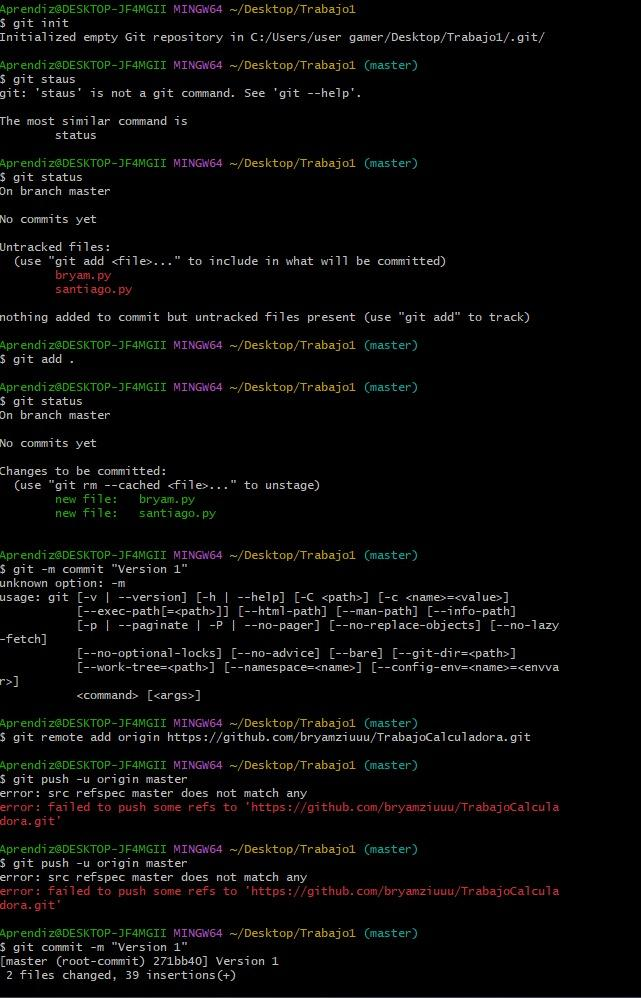 Aprendiz@DESKTOP-JF4MGII MINGW64 ~/Desktop/Trabajo1
$ git init
Initialized empty Git repository in C:/Users/user gamer/Desktop/Trabajo1/.git/
Aprendiz@DESKTOP-JF4MGII MINGW64 ~/Desktop/Trabajo1 (master)
$ git staus
git: 'staus' is not a git command. See 'git --help'.
The most similar command is
status
Aprendiz@DESKTOP-JF4MGII MINGW64 ~/Desktop/Trabajo1 (master)
$ git status
On branch master
No commits yet
Untracked files:
(use "git add <file>..." to include in what will be committed)
bryam.py
santiago.py
nothing added to commit but untracked files present (use "git add" to track)
Aprendiz@DESKTOP-JF4MGII MINGW64 ~/Desktop/Trabajo1 (master)
$ git add .
Aprendiz@DESKTOP-JF4MGII MINGW64 ~/Desktop/Trabajo1 (master)
$ git status
On branch master
No commits yet
Changes to be committed:
(use "git rm --cached <file>..." to unstage)
new file:   bryam.py
new file:   santiago.py
Aprendiz@DESKTOP-JF4MGII MINGW64 ~/Desktop/Trabajo1 (master)
$ git -m commit "Version 1"
unknown option: -m
usage: git [-v | --version] [-h | --help] [-C <path>] [-c <name>=<value>]
[--exec-path[=<path>]] [--html-path] [--man-path] [--info-path]
[-p | --paginate | -P | --no-pager] [--no-replace-objects] [--no-lazy
-fetch]
[--no-optional-locks] [--no-advice] [--bare] [--git-dir=<path>]
[--work-tree=<path>] [--namespace=<name>] [--config-env=<name>=<envva
r>]
<command> [<args>]
Aprendiz@DESKTOP-JF4MGII MINGW64 ~/Desktop/Trabajo1 (master)
$ git remote add origin https://github.com/bryamziuuu/TrabajoCalculadora.git
Aprendiz@DESKTOP-JF4MGII MINGW64 ~/Desktop/Trabajo1 (master)
$ git push -u origin master
error: src refspec master does not match any
error: failed to push some refs to 'https://github.com/bryamziuuu/TrabajoCalcula
dora.git'
Aprendiz@DESKTOP-JF4MGII MINGW64 ~/Desktop/Trabajo1 (master)
$ git push -u origin master
error: src refspec master does not match any
error: failed to push some refs to 'https://github.com/bryamziuuu/TrabajoCalcula
dora.git'
Aprendiz@DESKTOP-JF4MGII MINGW64 ~/Desktop/Trabajo1 (master)
$ git commit -m "Version 1"
[master (root-commit) 271bb40] Version 1
2 files changed, 39 insertions(+)